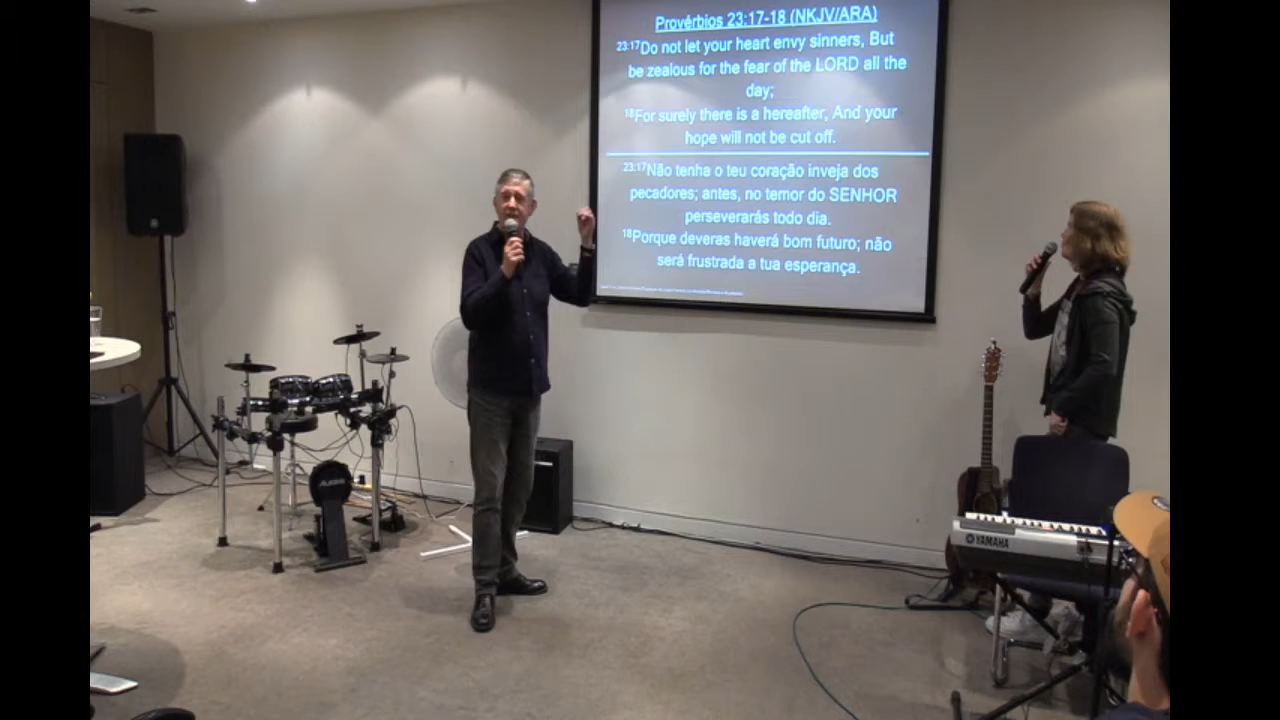 Provérbios 23:17-18 (NKJV/ARA)
23:17Do not let your heart envy sinners, But
be zealous for the fear of the LORD all the
day;
18For surely there is a hereafter, And your
hope will not be cut off.
23:17Não tenha o teu coração inveja dos
pecadores; antes, no temor do SENHOR
perseverarás todo dia.
18Porque deveras haverá bom futuro; não
será frustrada a tua esperança.
ALESIS
YAMAHA